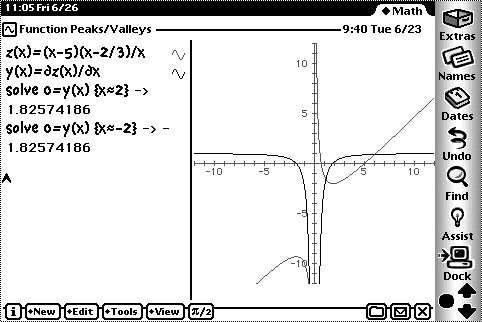 11:05 Fri 6/26
◆Math
Function Peaks/Valleys
9:40 Tue 6/23
z(x)=(x-5)(x-2/3)/x
y(x)=∂z(x)/∂x
solve 0=y(x) {x≈2} ->
1.82574186
solve 0=y(x) {x≈-2} -> -
1.82574186
10
5
-10
-5
5
10
-5
-10
Extras
Names
Dates
Undo
Find
Assist
Dock
i
◆New
◆Edit
◆Tools
◆View
π/2